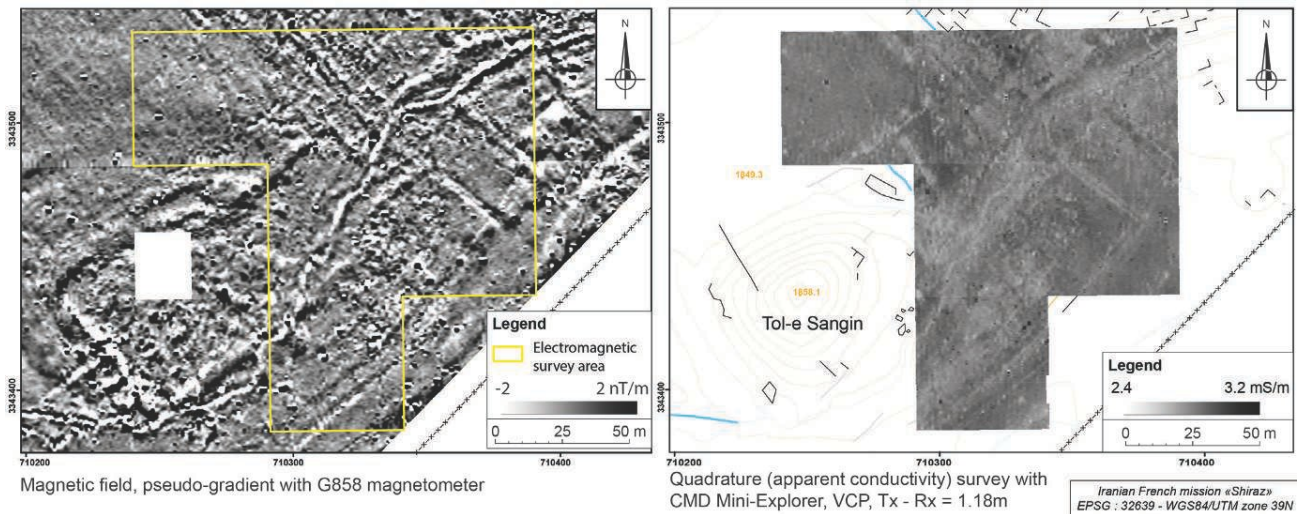 N
3343500
3343400
Legend
Electromagnetic
survey area
-2 2 nT/m
0 25 50 m
710200 710300 710400
Magnetic field, pseudo-gradient with G858 magnetometer
N
3343500
3343400
1849.3
1858.1
Tol-e Sangin
Legend
2.4 3.2 mS/m
0 25 50 m
710200 710300 710400
Quadrature (apparent conductivity) survey with
CMD Mini-Explorer, VCP, Tx - Rx = 1.18m
Iranian French mission «Shiraz»
EPSG : 32639 - WGS84/UTM zone 39N